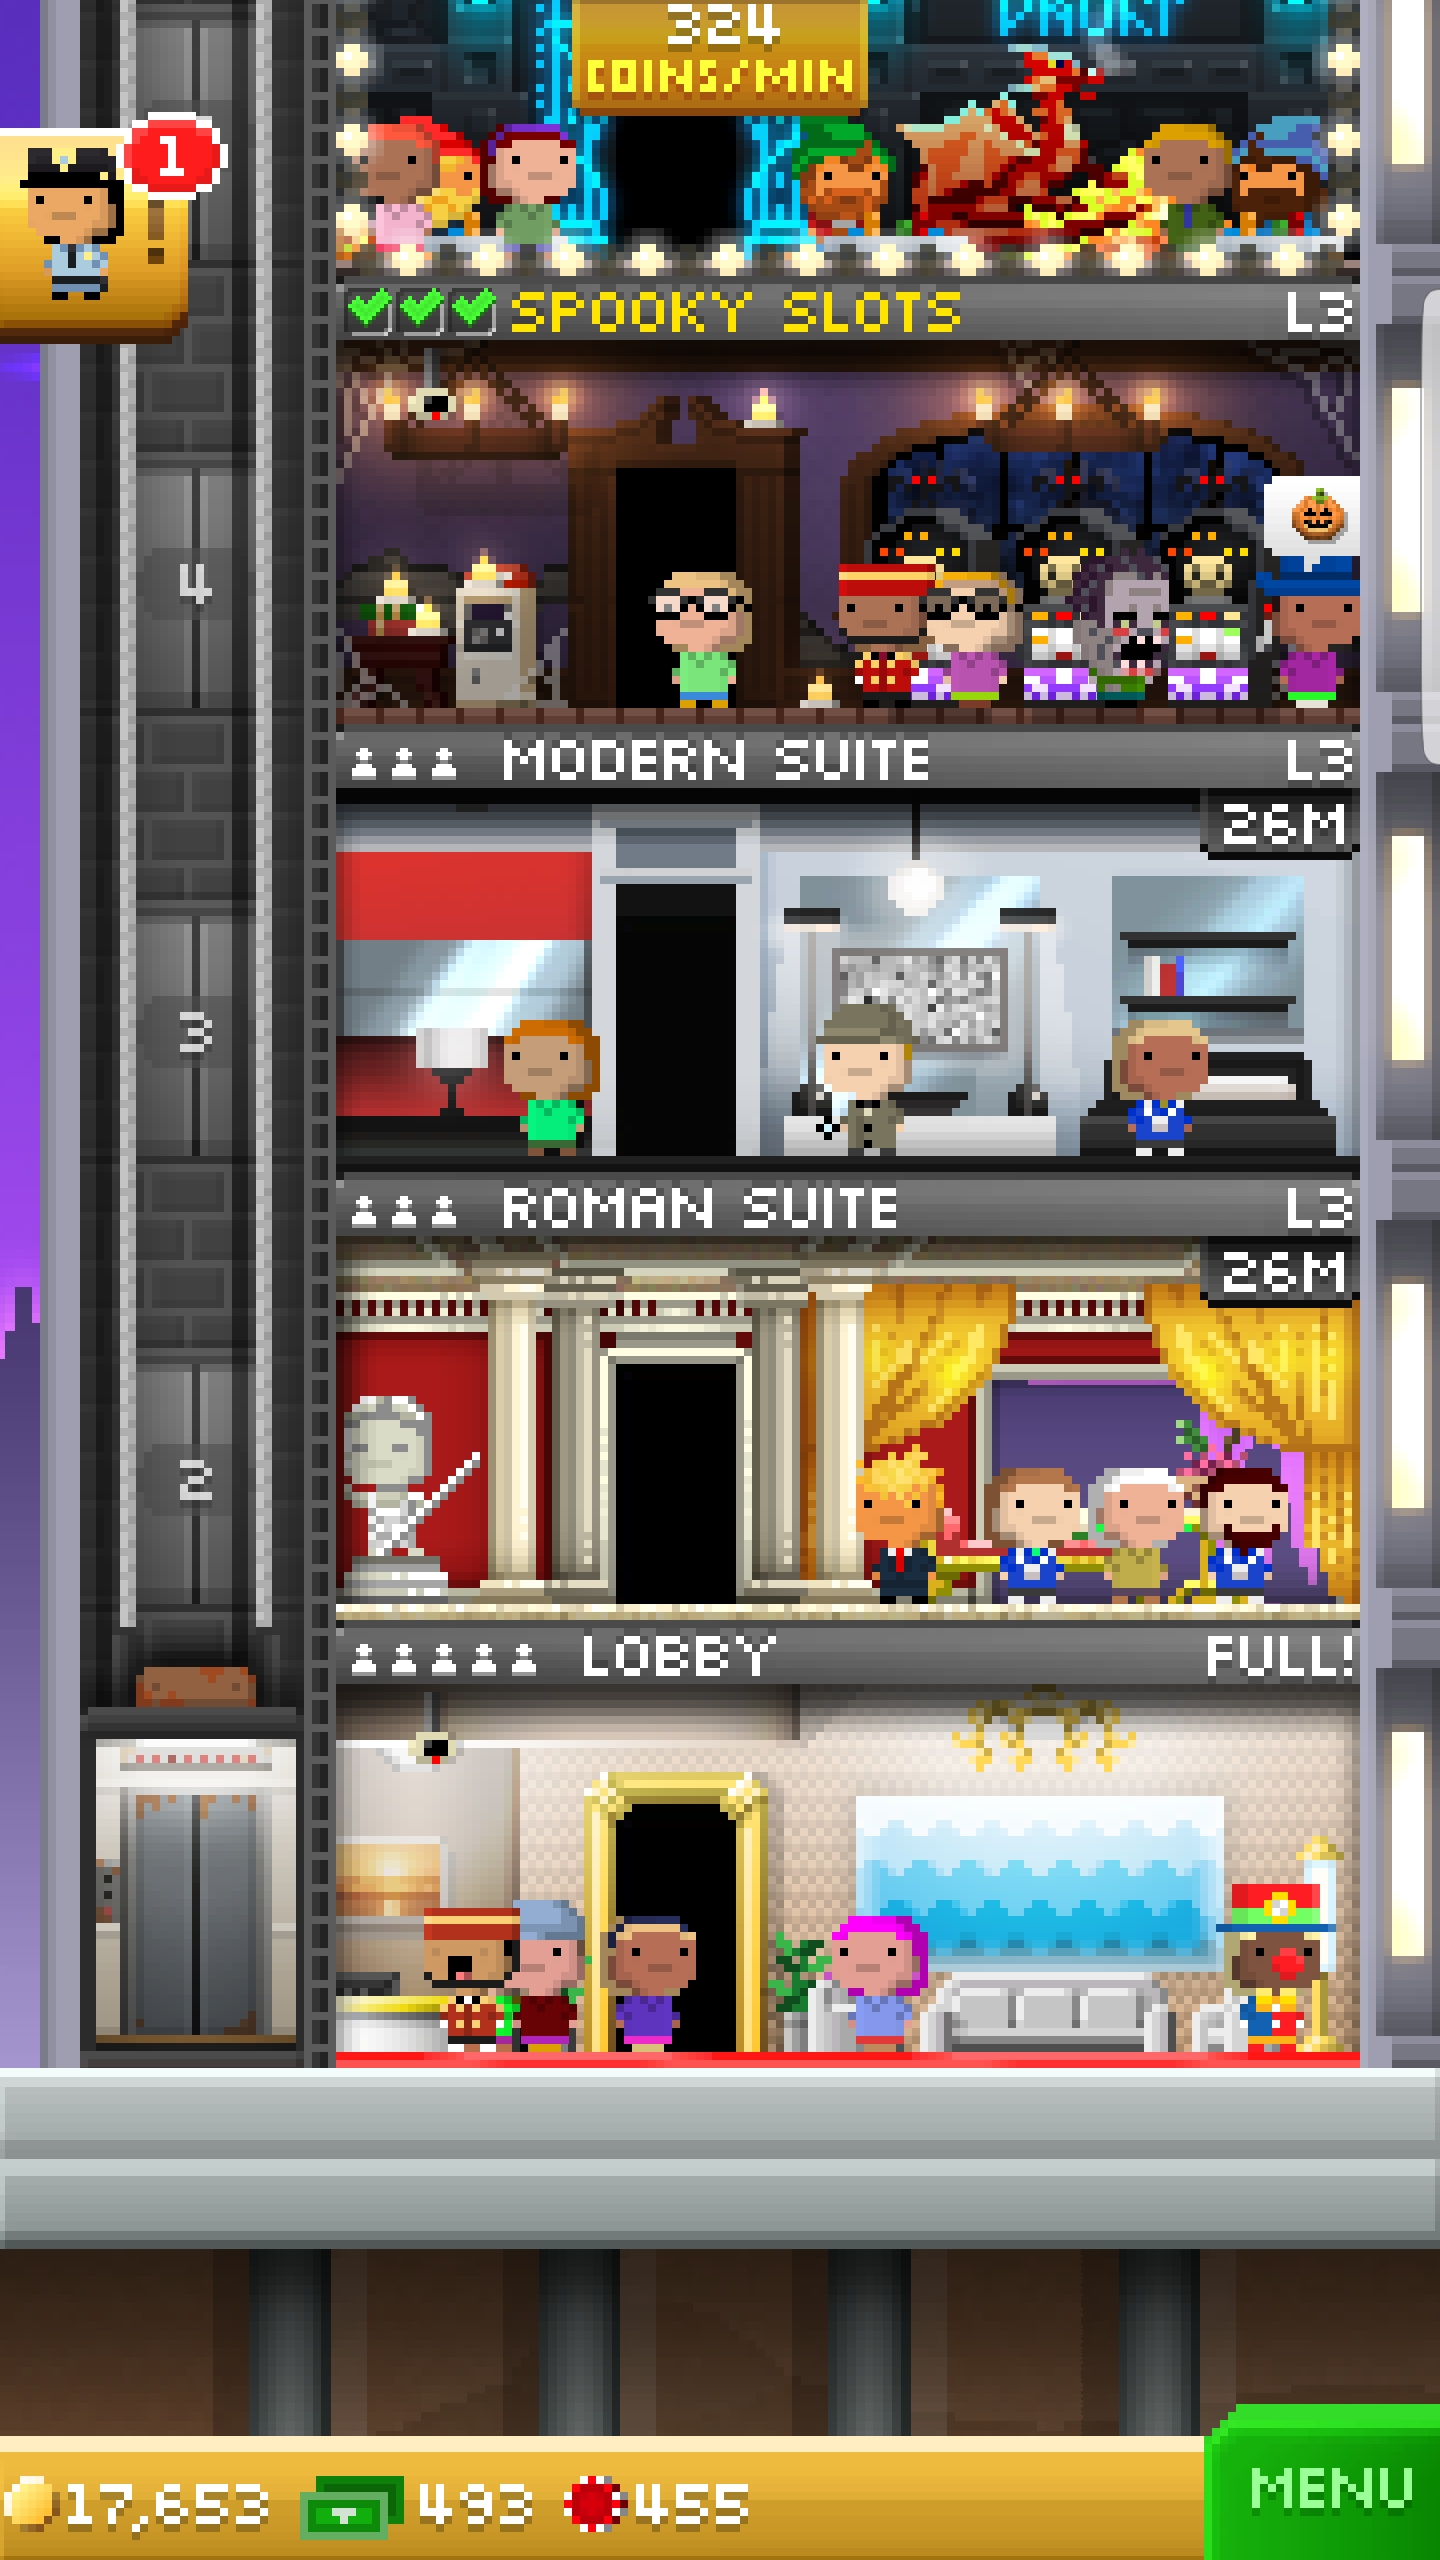 324
COINS/MIN
1
SPOOKY SLOTS L3
4
MODERN SUITE L3
26M
3
ROMAN SUITE L3
26M
2
LOBBY FULL!
17,653 493 455
MENU